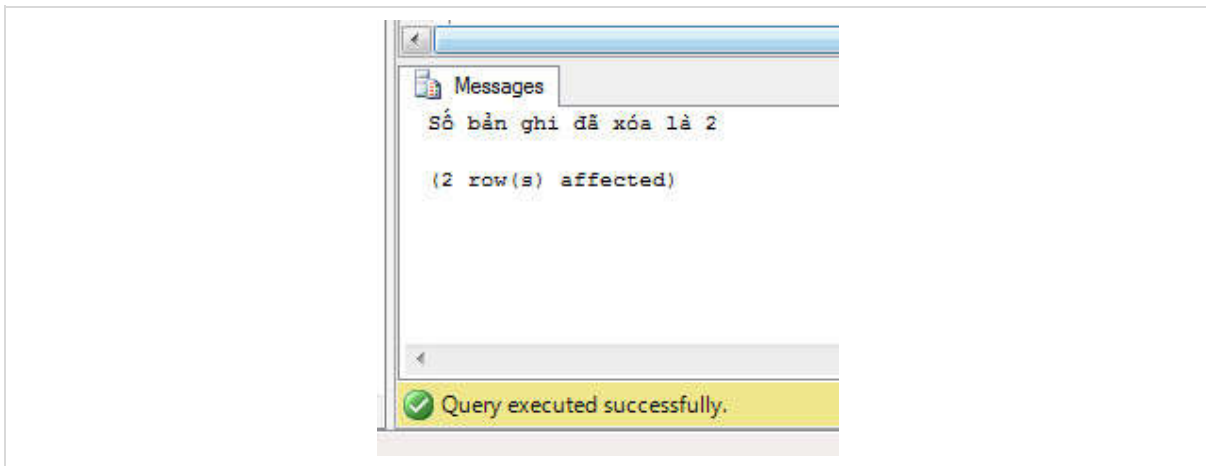 Messages
Số bản ghi đã xóa là 2
(2 row(s) affected)
Query executed successfully.